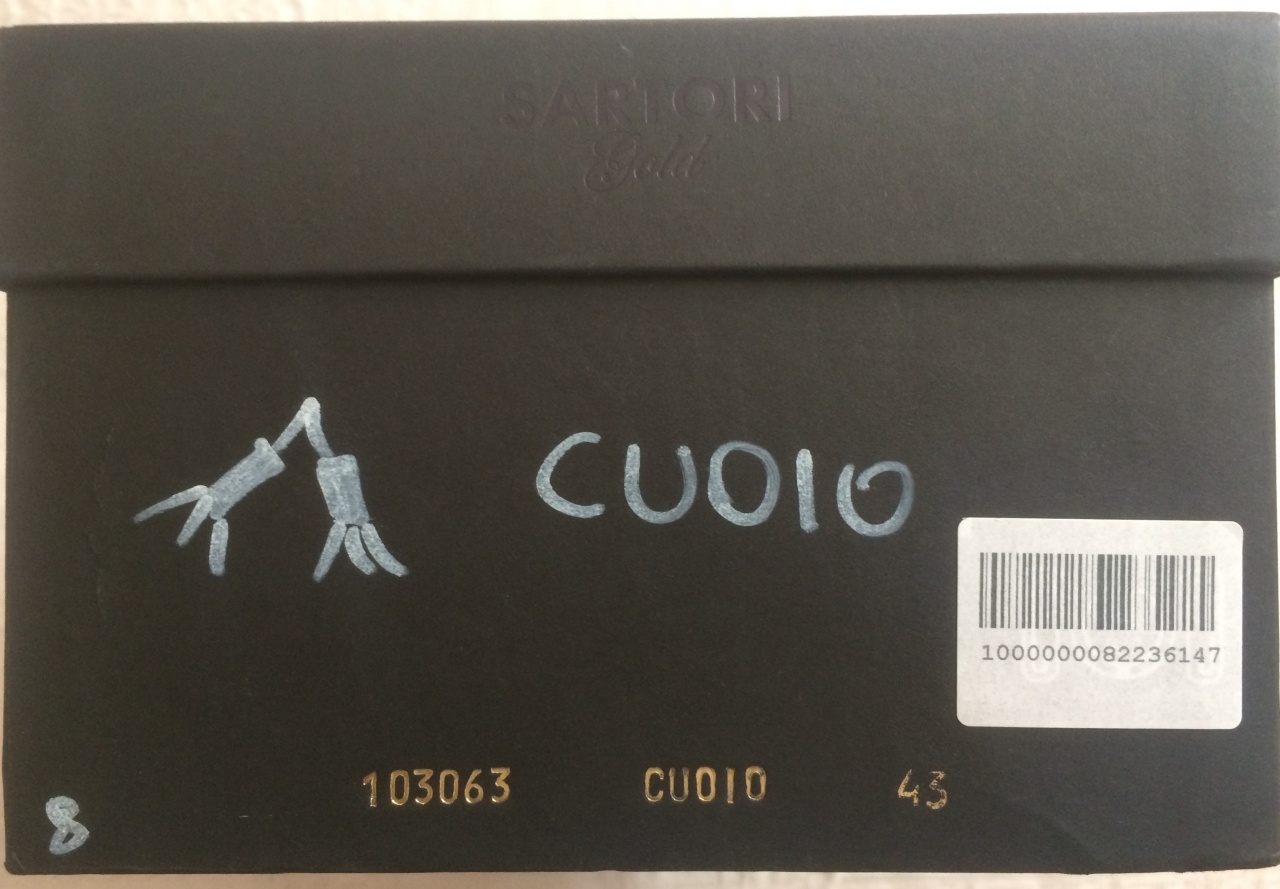 SARTORI
Gold
CUOIO
1000000082236147
103063 CUOIO 43
8